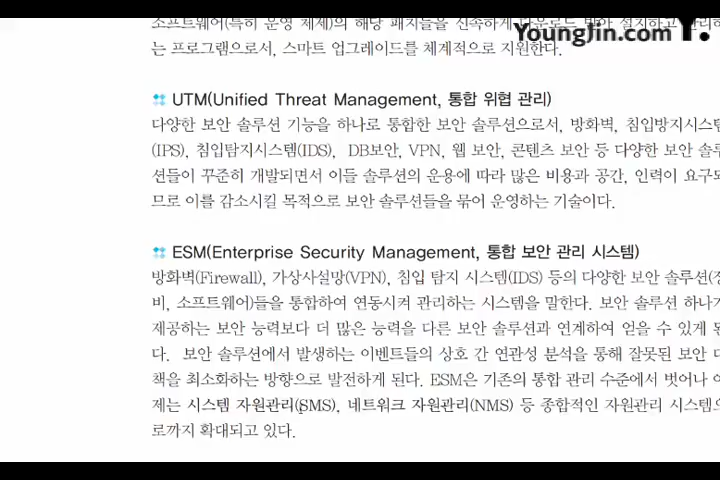 소프트웨어(특히 운영 체제)의 해당 패치들을 신속하게 다운로드 받아 설치하고
YoungJin.com Y.
는 프로그램으로서, 스마트 업그레이드를 체계적으로 지원한다.
UTM(Unified Threat Management, 통합 위협 관리)
다양한 보안 솔루션 기능을 하나로 통합한 보안 솔루션으로서, 방화벽, 침입방지시스템
(IPS), 침입탐지시스템(IDS), DB보안, VPN, 웹 보안, 콘텐츠 보안 등 다양한 보안 솔루
션들이 꾸준히 개발되면서 이들 솔루션의 운용에 따라 많은 비용과 공간, 인력이 요구되
므로 이를 감소시킬 목적으로 보안 솔루션들을 묶어 운영하는 기술이다.
ESM(Enterprise Security Management, 통합 보안 관리 시스템)
방화벽(Firewall), 가상사설망(VPN), 침입 탐지 시스템(IDS) 등의 다양한 보안 솔루션(장
비, 소프트웨어)들을 통합하여 연동시켜 관리하는 시스템을 말한다. 보안 솔루션 하나가
제공하는 보안 능력보다 더 많은 능력을 다른 보안 솔루션과 연계하여 얻을 수 있게 된
다. 보안 솔루션에서 발생하는 이벤트들의 상호 간 연관성 분석을 통해 잘못된 보안 대
책을 최소화하는 방향으로 발전하게 된다. ESM은 기존의 통합 관리 수준에서 벗어나 이
제는 시스템 자원관리(SMS), 네트워크 자원관리(NMS) 등 종합적인 자원관리 시스템으
로까지 확대되고 있다.